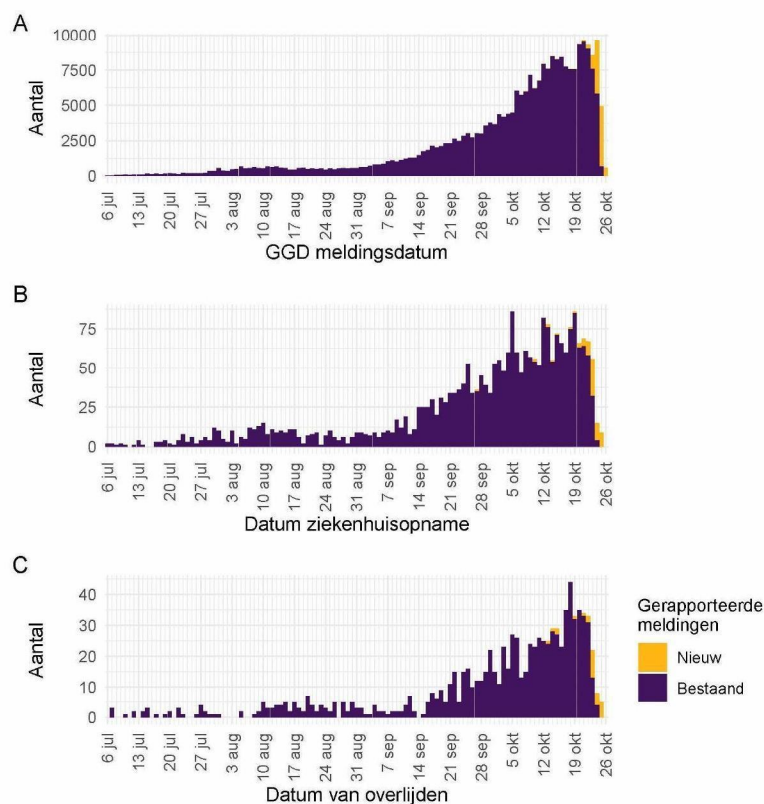 A
10000
7500
5000
2500
0
Aantal
6 jul
13 jul
20 jul
27 jul
3 aug
10 aug
17 aug
24 aug
31 aug
7 sep
14 sep
21 sep
28 sep
5 okt
12 okt
19 okt
26 okt
GGD meldingsdatum
B
75
50
25
0
Aantal
6 jul
13 jul
20 jul
27 jul
3 aug
10 aug
17 aug
24 aug
31 aug
7 sep
14 sep
21 sep
28 sep
5 okt
12 okt
19 okt
26 okt
Datum ziekenhuisopname
C
40
30
20
10
0
Aantal
6 jul
13 jul
20 jul
27 jul
3 aug
10 aug
17 aug
24 aug
31 aug
7 sep
14 sep
21 sep
28 sep
5 okt
12 okt
19 okt
26 okt
Datum van overlijden
Gerapporteerde
meldingen
Nieuw
Bestaand